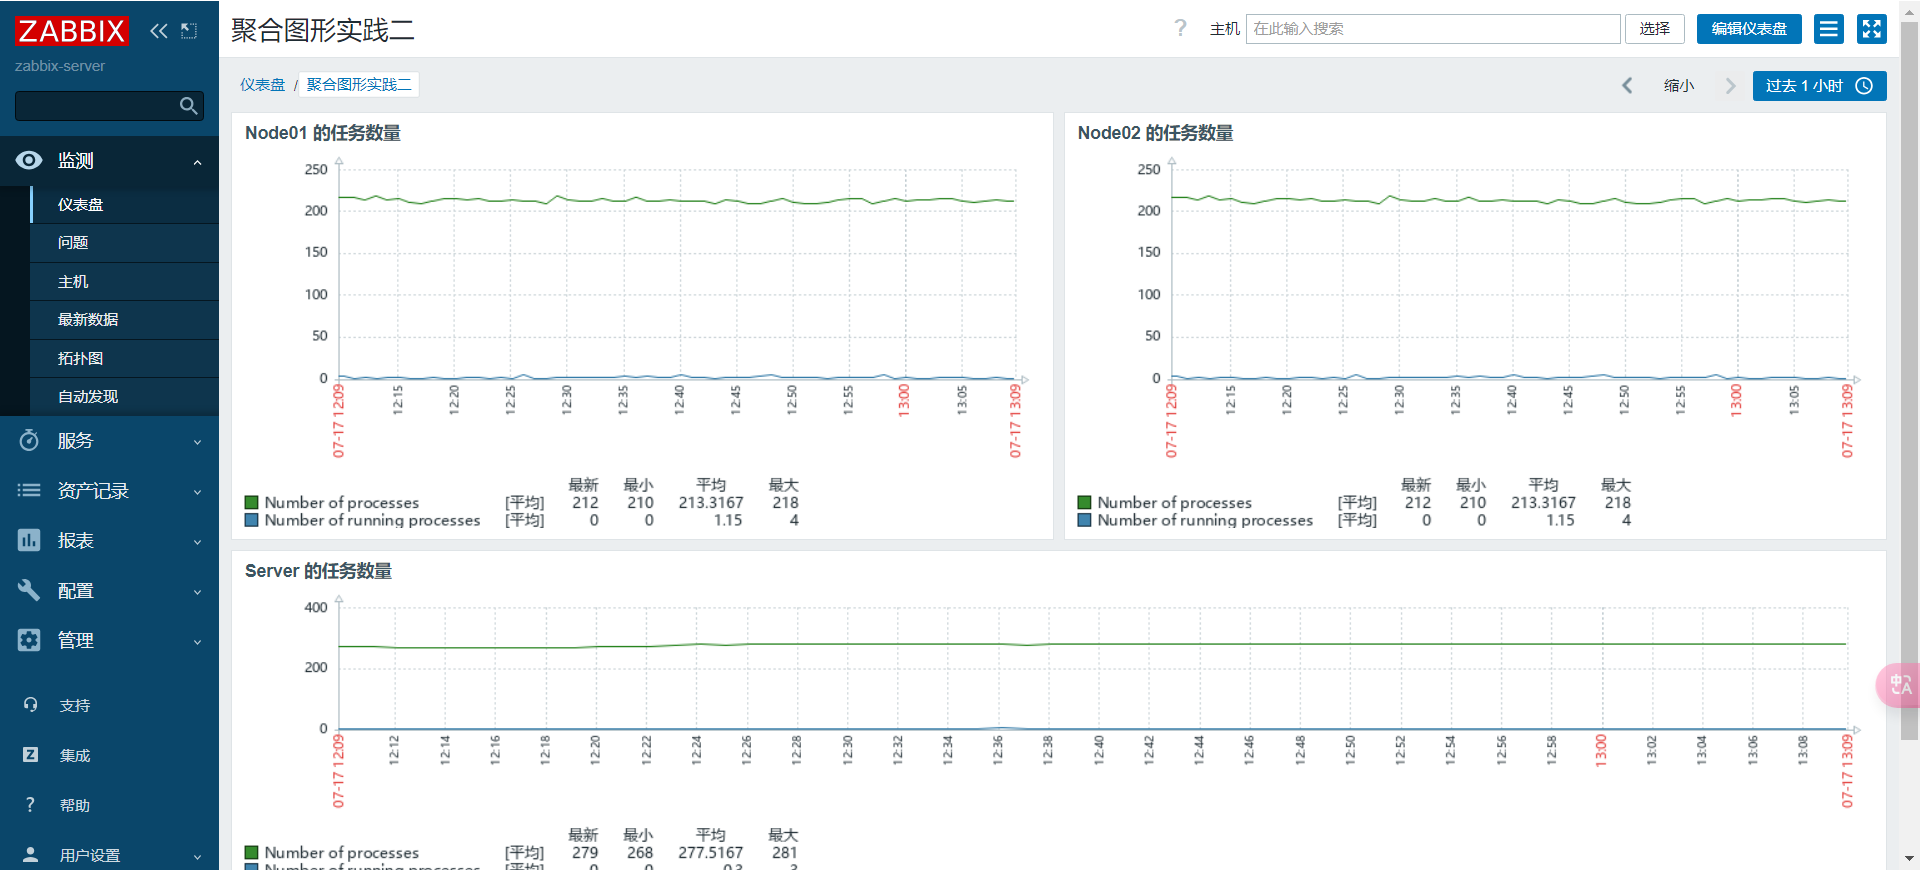 ZABBIX
zabbix-server
监测
仪表盘
问题
主机
最新数据
拓扑图
自动发现
服务
资产记录
报表
配置
管理
支持
集成
帮助
用户设置
聚合图形实践二
? 主机 在此输入搜索 选择 编辑仪表盘
仪表盘 / 聚合图形实践二
缩小 过去 1 小时
Node01 的任务数量
250
200
150
100
50
0
07-17 12:09 12:15 12:20 12:25 12:30 12:35 12:40 12:45 12:50 12:55 13:00 13:05 07-17 13:09
最新 最小 平均 最大
Number of processes [平均] 212 210 213.3167 218
Number of running processes [平均] 0 0 1.15 4
Node02 的任务数量
250
200
150
100
50
0
07-17 12:09 12:15 12:20 12:25 12:30 12:35 12:40 12:45 12:50 12:55 13:00 13:05 07-17 13:09
最新 最小 平均 最大
Number of processes [平均] 212 210 213.3167 218
Number of running processes [平均] 0 0 1.15 4
Server 的任务数量
400
200
0
07-17 12:09 12:12 12:14 12:16 12:18 12:20 12:22 12:24 12:26 12:28 12:30 12:32 12:34 12:36 12:38 12:40 12:42 12:44 12:46 12:48 12:50 12:52 12:54 12:56 12:58 13:00 13:02 13:04 13:06 13:08 07-17 13:09
最新 最小 平均 最大
Number of processes [平均] 279 268 277.5167 281
Number of running processes [平均] 0 0 0.3 3